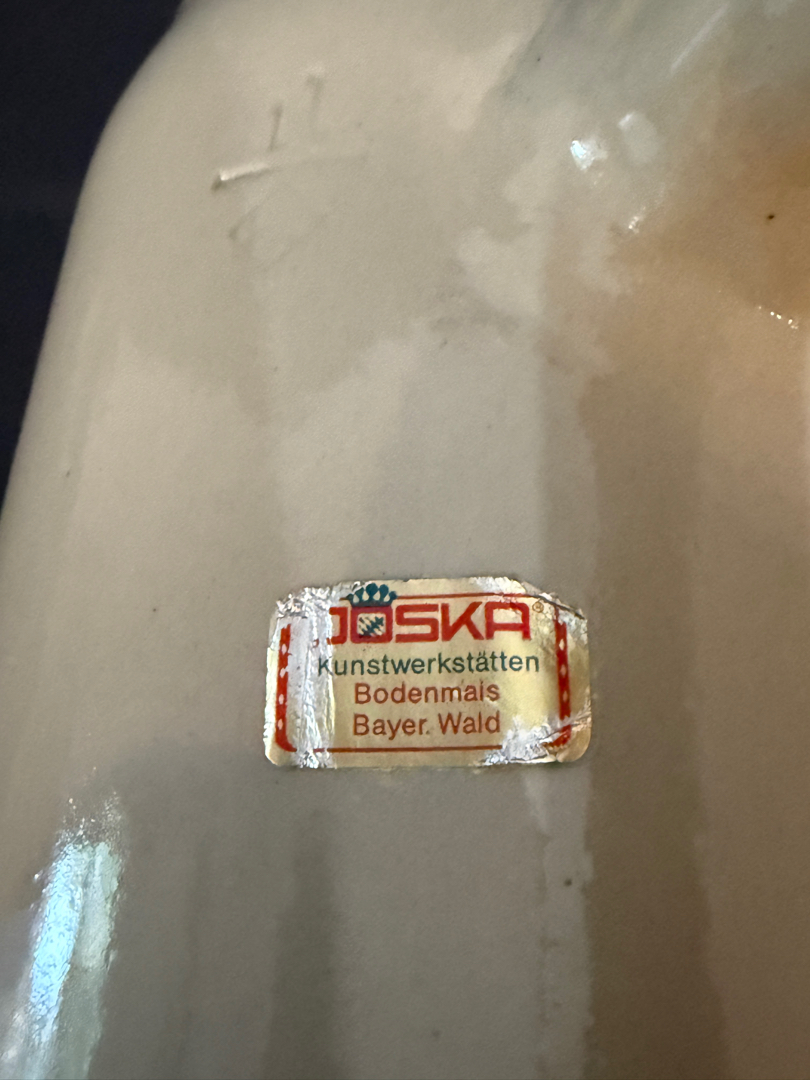 JOSKA®
Kunstwerkstätten
Bodenmais
Bayer. Wald